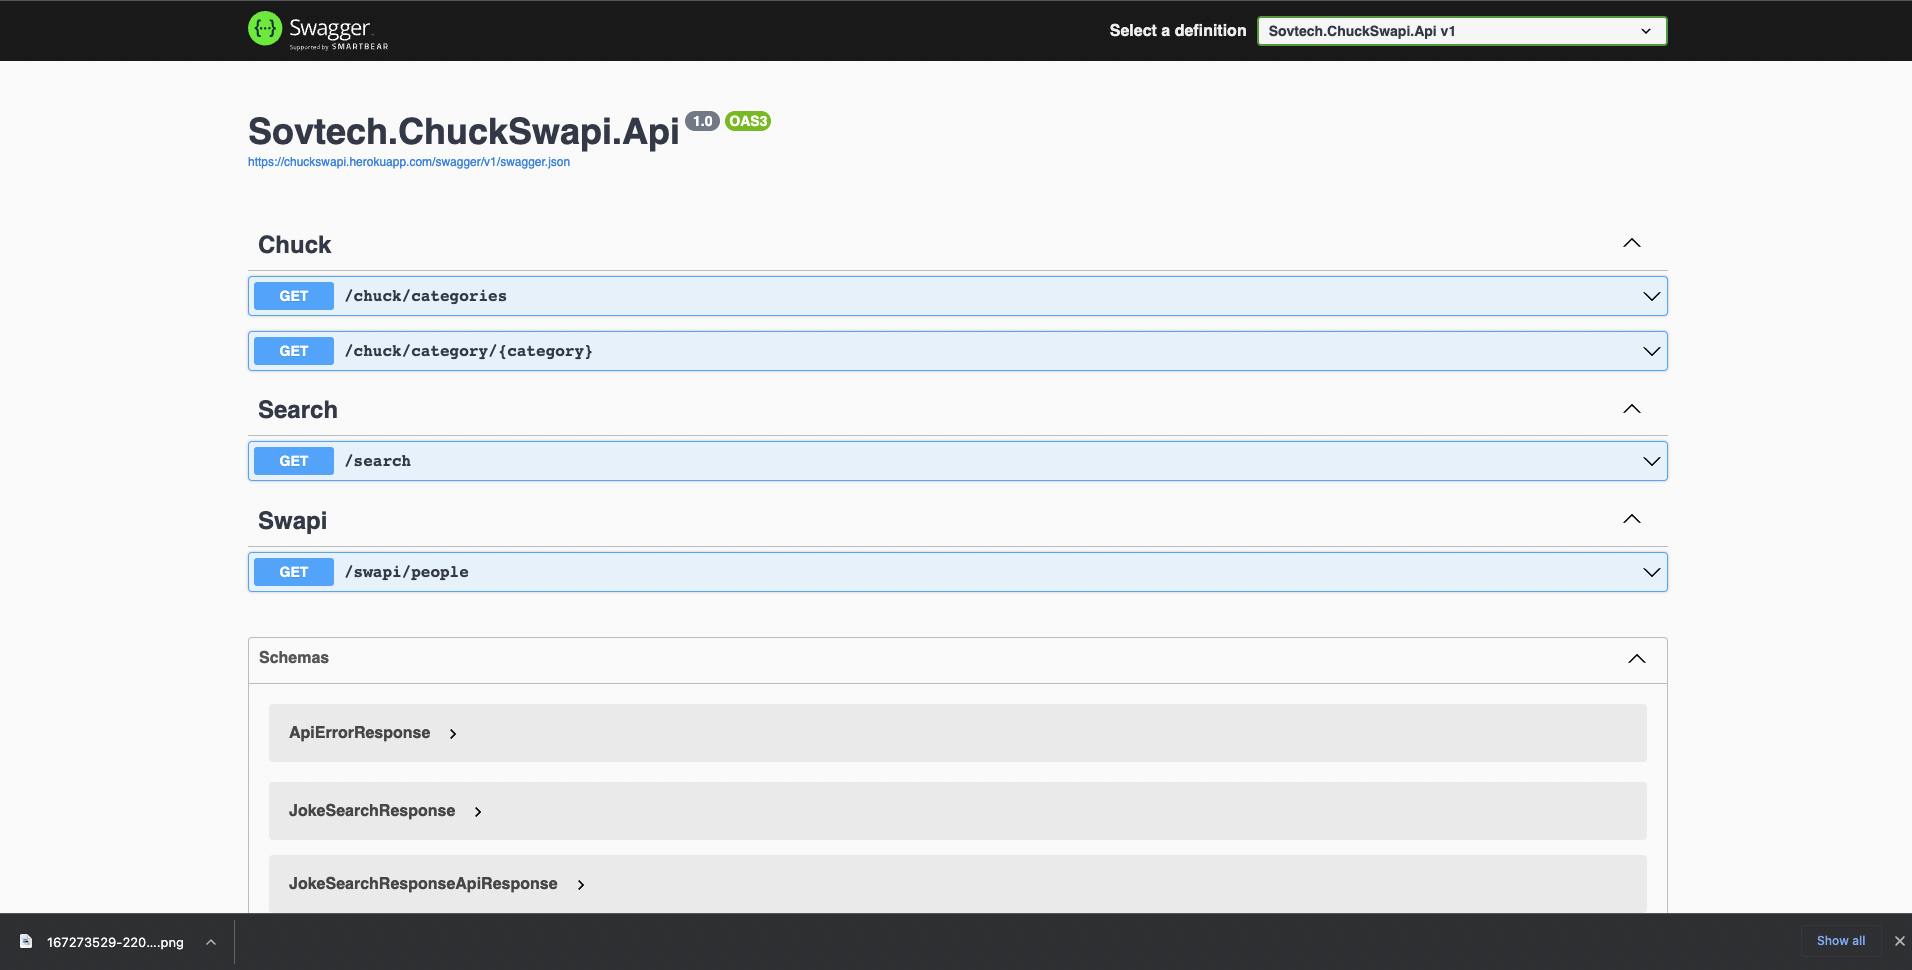 Swagger
Supported by SMARTBEAR
Select a definition
Sovtech.ChuckSwapi.Api v1
Sovtech.ChuckSwapi.Api 1.0 OAS3
https://chuckswapi.herokuapp.com/swagger/v1/swagger.json
Chuck
GET /chuck/categories
GET /chuck/category/{category}
Search
GET /search
Swapi
GET /swapi/people
Schemas
ApiErrorResponse
JokeSearchResponse
JokeSearchResponseApiResponse
167273529-220....png
Show all